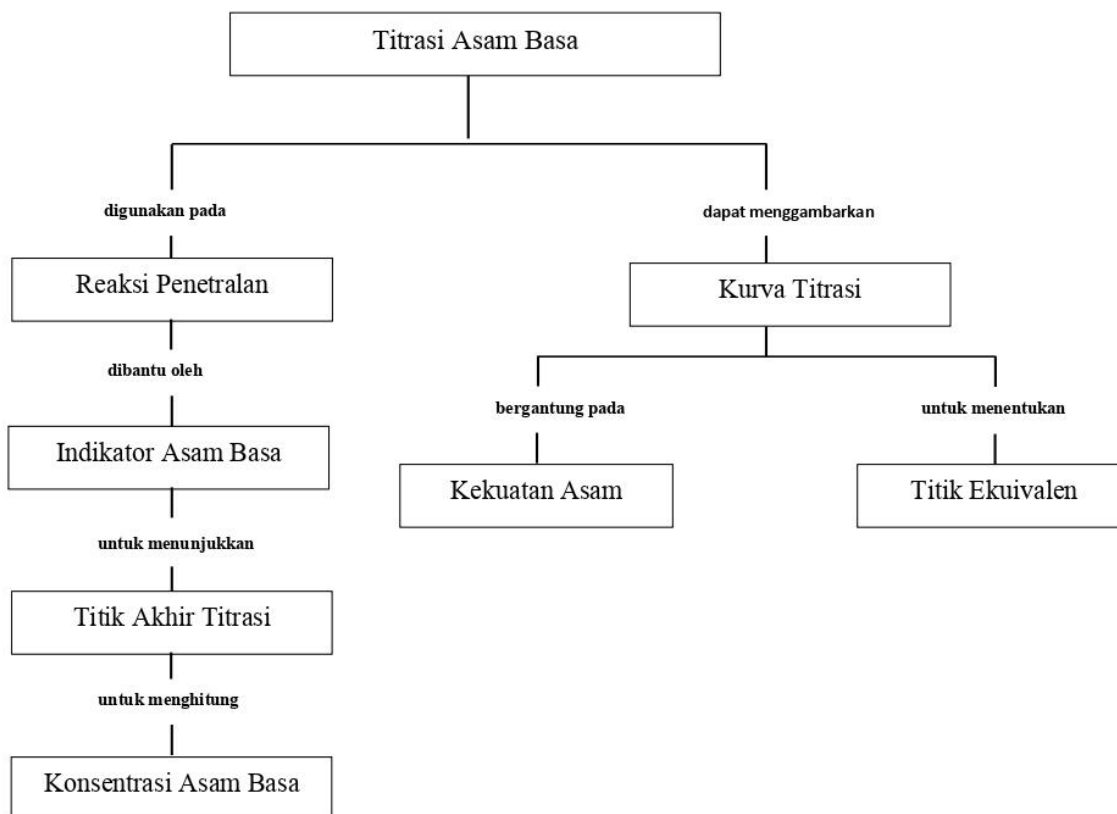 Titrasi Asam Basa
digunakan pada
dapat menggambarkan
Reaksi Penetralan
Kurva Titrasi
dibantu oleh
bergantung pada
untuk menentukan
Indikator Asam Basa
Kekuatan Asam
Titik Ekuivalen
untuk menunjukkan
Titik Akhir Titrasi
untuk menghitung
Konsentrasi Asam Basa